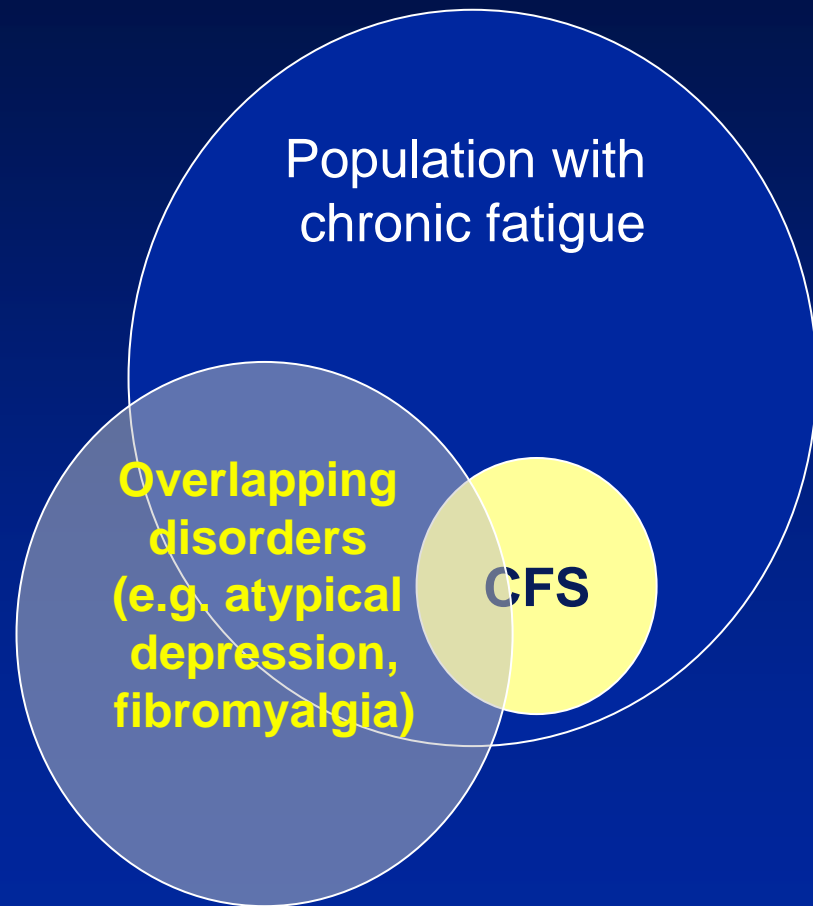 Population with
chronic fatigue
Overlapping
disorders
(e.g. atypical
depression,
fibromyalgia)
CFS